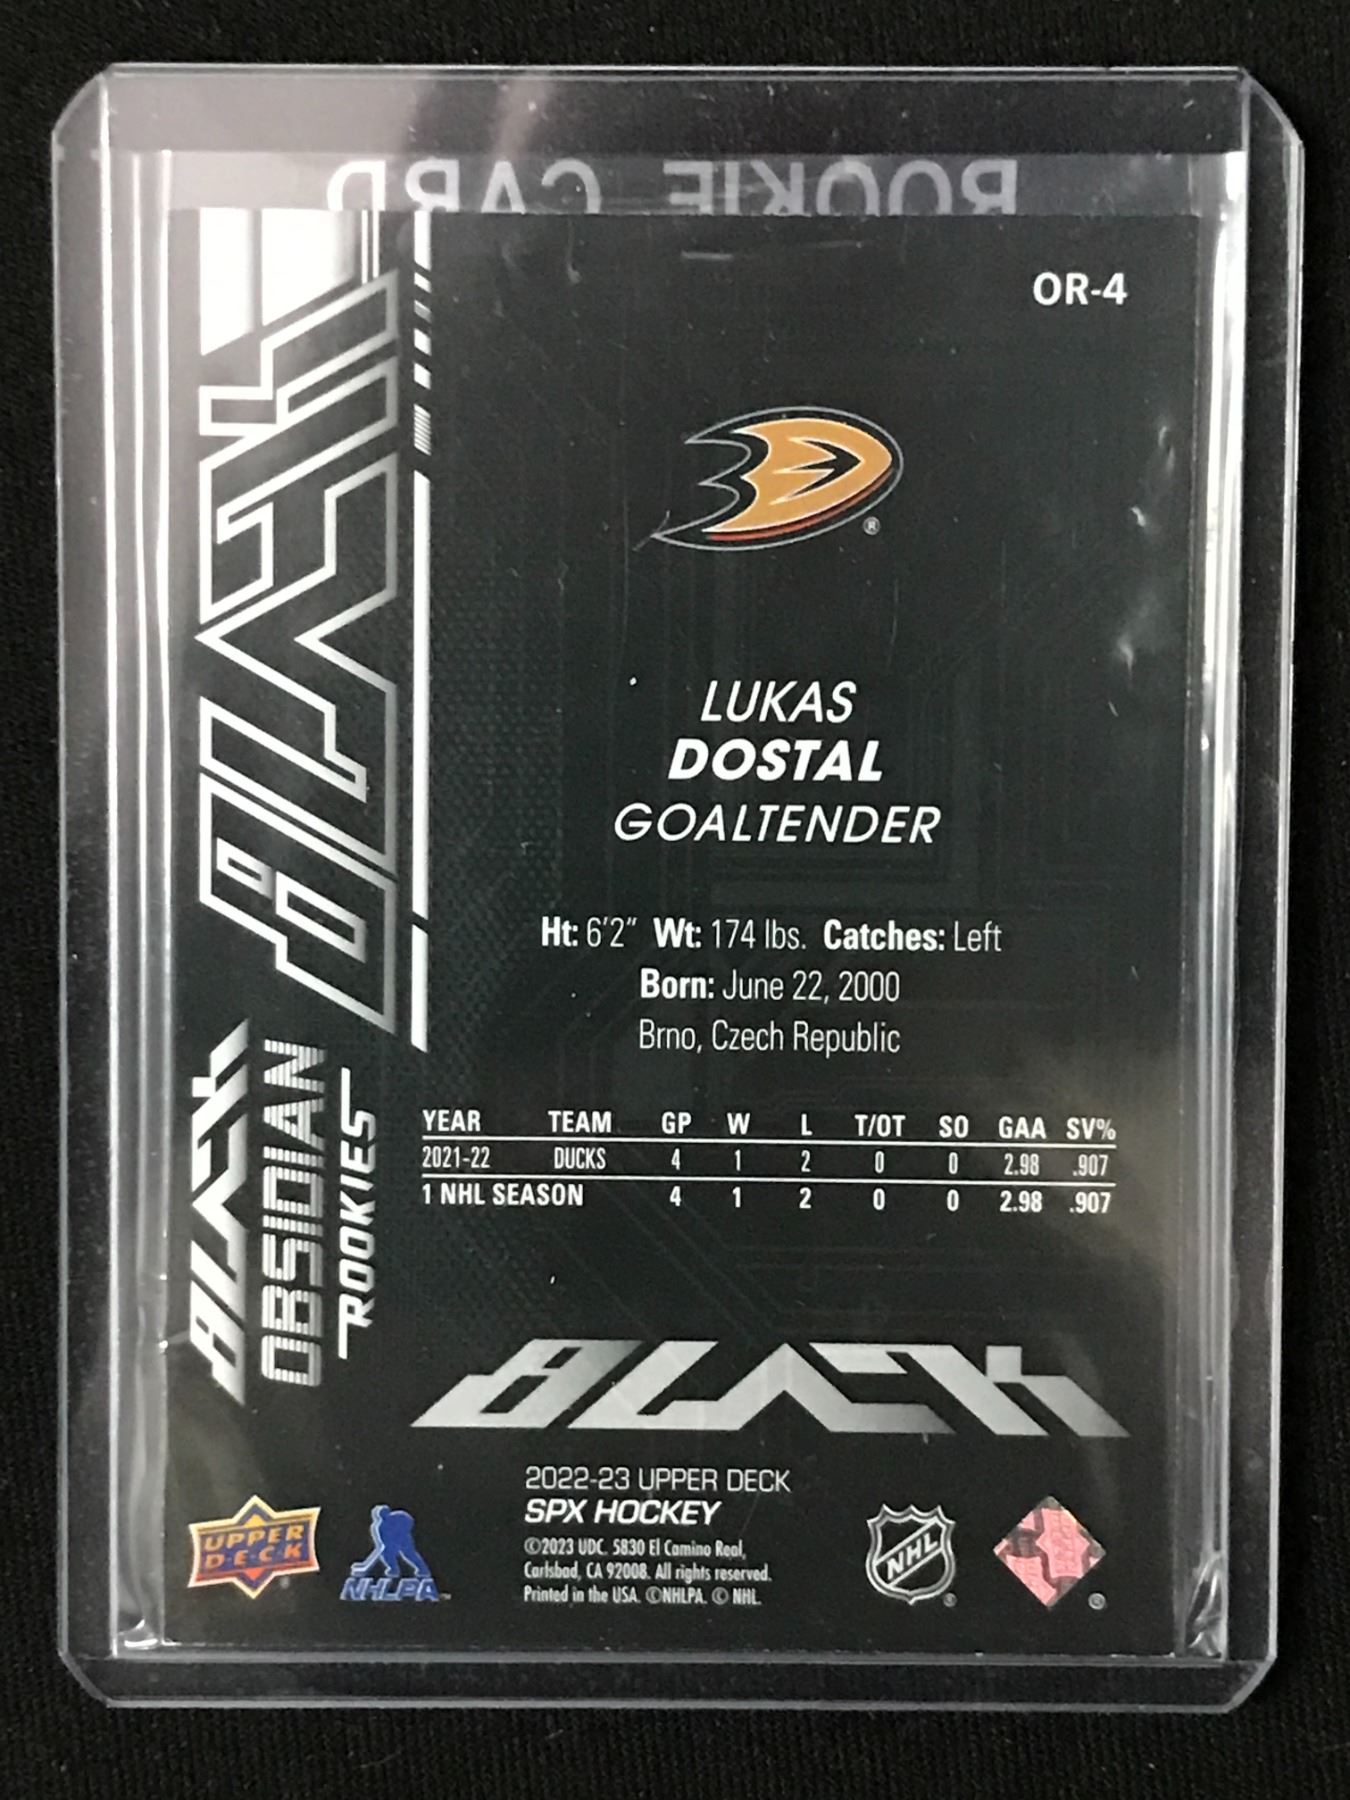 ROOKIE CARD
OR-4
BLACK
®
LUKAS
DOSTAL
GOALTENDER
Ht: 6'2" Wt: 174 lbs. Catches: Left
Born: June 22, 2000
Brno, Czech Republic
BLACK
OBSIDIAN
ROOKIES
YEAR TEAM GP W L T/OT SO GAA SV%
2021-22 DUCKS 4 1 2 0 0 2.98 .907
1 NHL SEASON 4 1 2 0 0 2.98 .907
BLACK
2022-23 UPPER DECK
SPX HOCKEY
©2023 UDC. 5830 El Camino Real,
Carlsbad, CA 92008. All rights reserved.
Printed in the USA. ©NHLPA. © NHL.
UPPER
DECK
NHLPA™
NHL
®
®